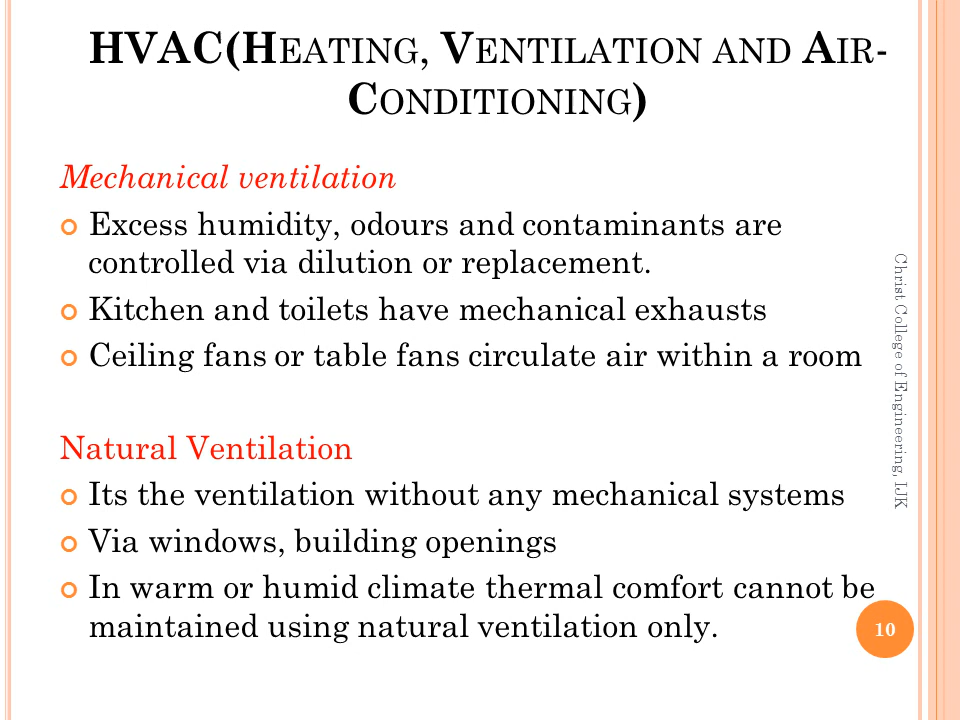 HVAC(HEATING, VENTILATION AND AIR-
CONDITIONING)
Mechanical ventilation
Excess humidity, odours and contaminants are
controlled via dilution or replacement.
Kitchen and toilets have mechanical exhausts
Ceiling fans or table fans circulate air within a room
Natural Ventilation
Its the ventilation without any mechanical systems
Via windows, building openings
In warm or humid climate thermal comfort cannot be
maintained using natural ventilation only.
Christ College of Engineering, IJK
10